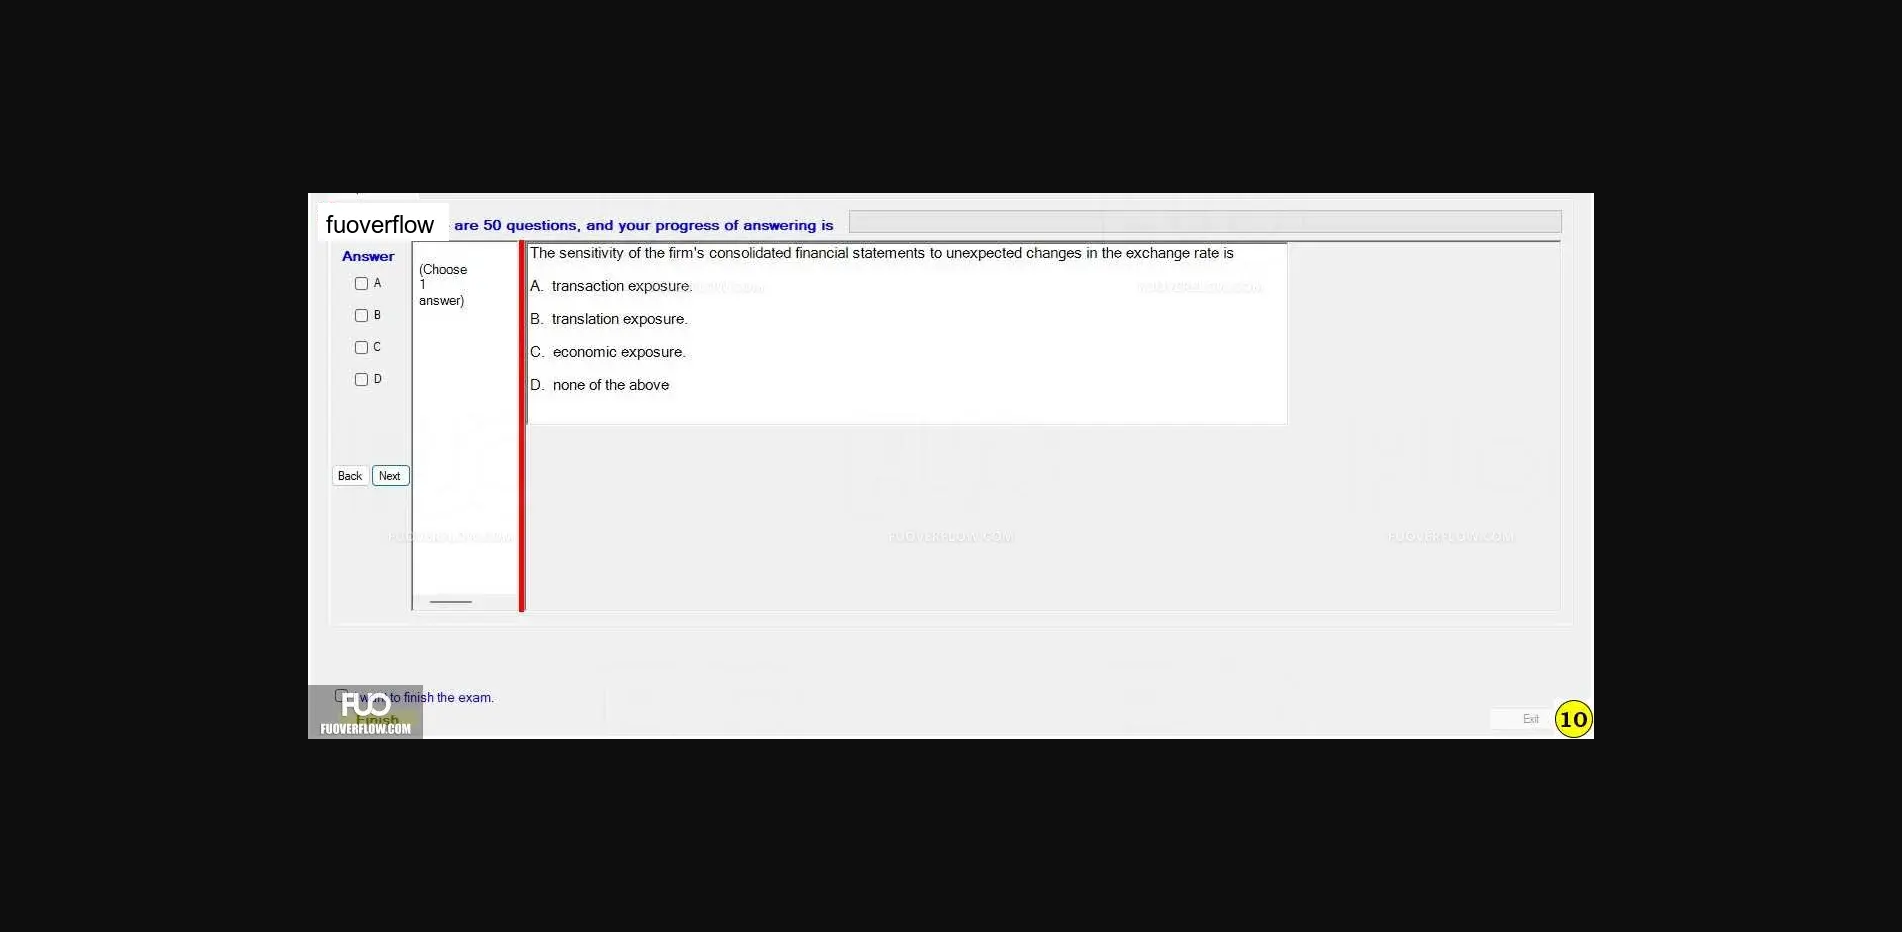 fuoverflow
are 50 questions, and your progress of answering is
Answer
A
B
C
D
(Choose
1
answer)
The sensitivity of the firm's consolidated financial statements to unexpected changes in the exchange rate is
A. transaction exposure.
B. translation exposure.
C. economic exposure.
D. none of the above
Back Next
FUOVERFLOW.COM FUOVERFLOW.COM FUOVERFLOW.COM
want to finish the exam.
FUO
Finish
FUOVERFLOW.COM
Exit 10